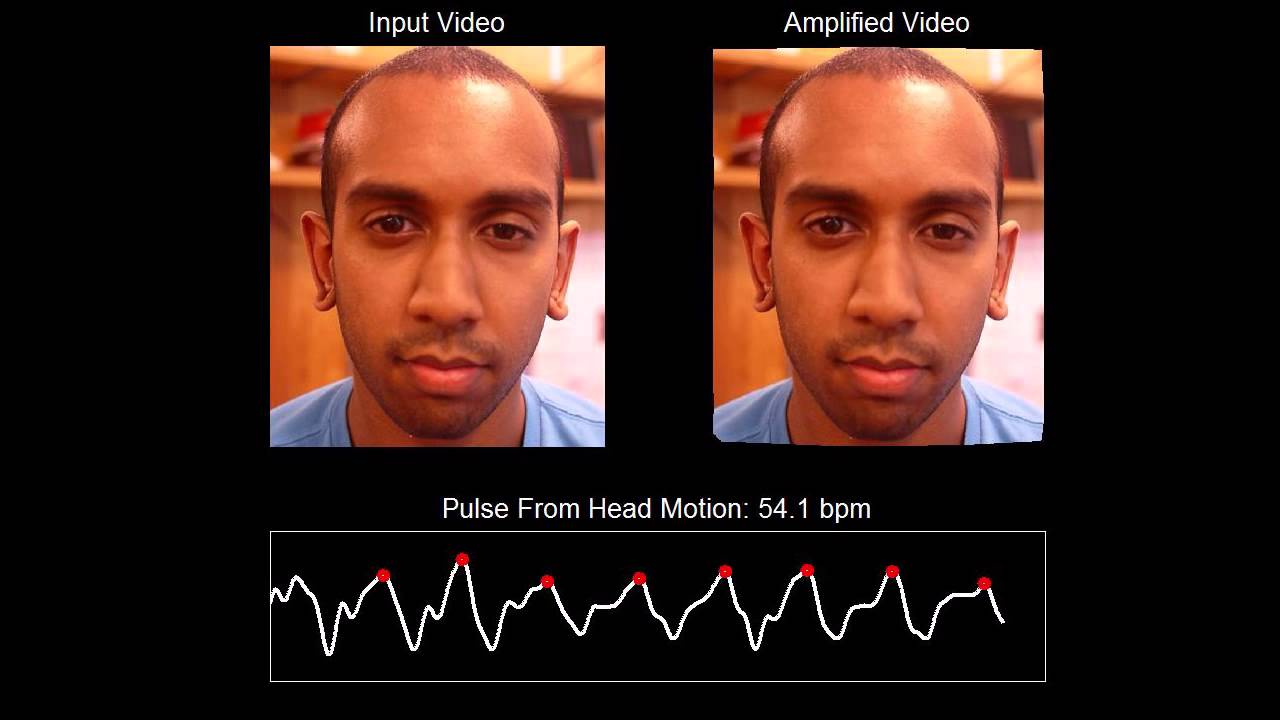 Input Video
Amplified Video
Pulse From Head Motion: 54.1 bpm